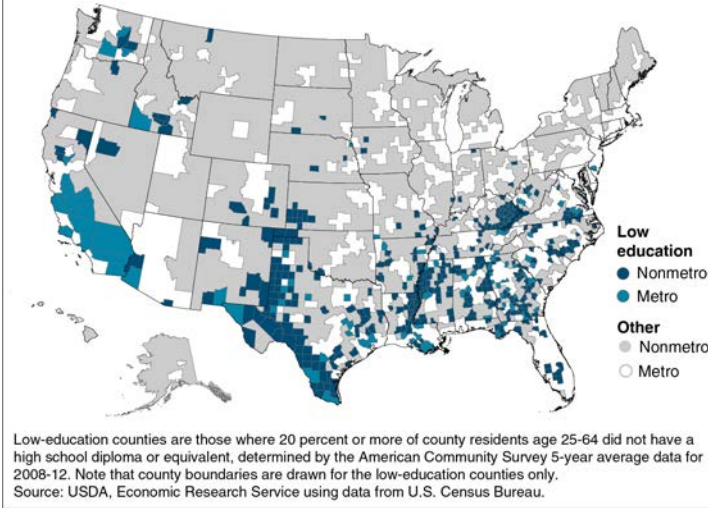 Low
education
Nonmetro
Metro
Other
Nonmetro
Metro
Low-education counties are those where 20 percent or more of county residents age 25-64 did not have a
high school diploma or equivalent, determined by the American Community Survey 5-year average data for
2008-12. Note that county boundaries are drawn for the low-education counties only.
Source: USDA, Economic Research Service using data from U.S. Census Bureau.